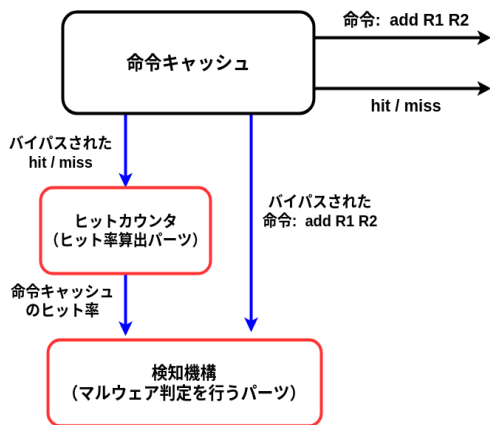 命令: add R1 R2
命令キャッシュ
hit / miss
バイパスされた
hit / miss
バイパスされた
命令: add R1 R2
ヒットカウンタ
（ヒット率算出パーツ）
命令キャッシュ
のヒット率
検知機構
（マルウェア判定を行うパーツ）